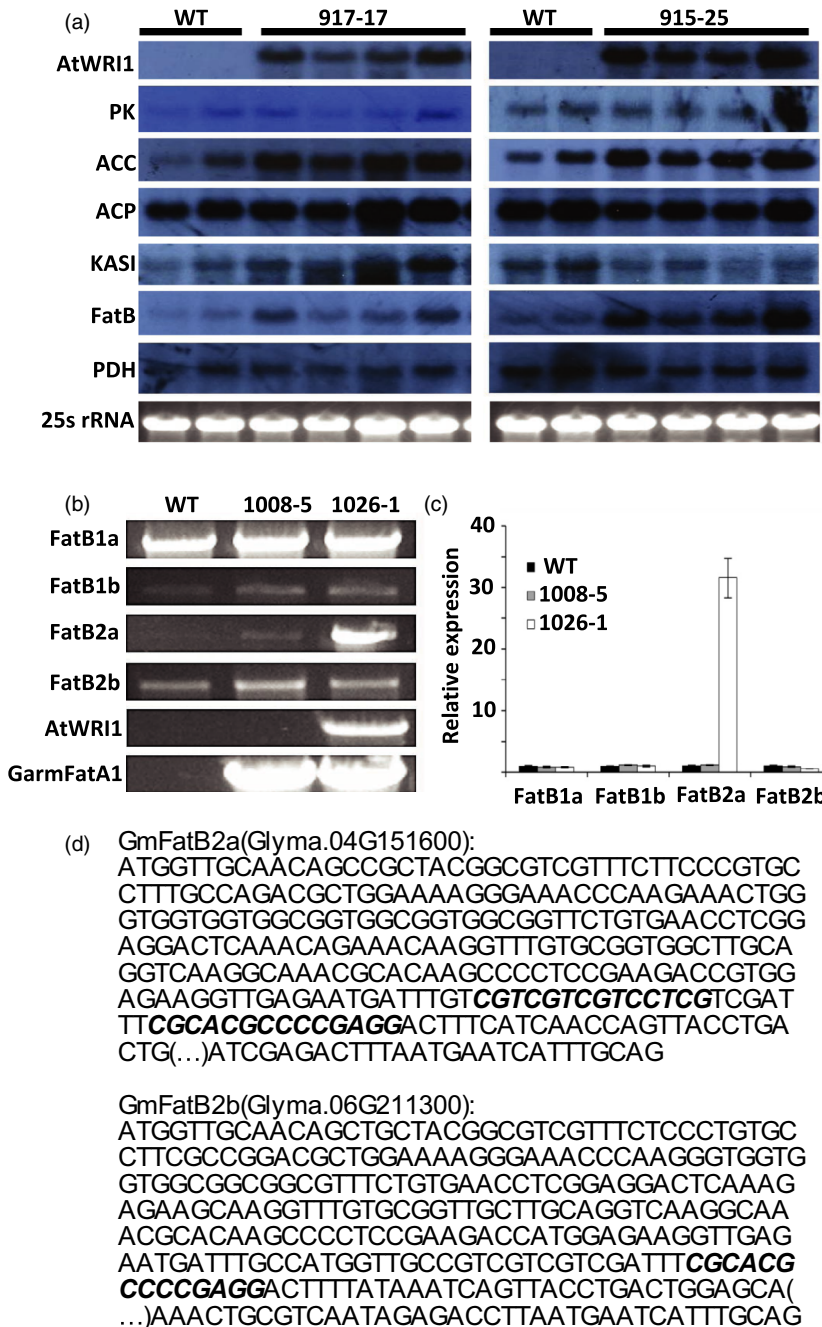 (a)
WT 917-17 WT 915-25
AtWRI1
PK
ACC
ACP
KASI
FatB
PDH
25s rRNA
(b)
WT 1008-5 1026-1
FatB1a
FatB1b
FatB2a
FatB2b
AtWRI1
GarmFatA1
(c)
Relative expression
40
30
20
10
WT
1008-5
1026-1
FatB1a FatB1b FatB2a FatB2b
(d)
GmFatB2a(Glyma.04G151600):
ATGGTTGCAACAGCCGCTACGGCGTCGTTTCTTCCCGTGC
CTTTGCCAGACGCTGGAAAAGGGAAACCCAAGAAACTGG
GTGGTGGTGGCGGTGGCGGTGGCGGTTCTGTGAACCTCGG
AGGACTCAAACAGAAACAAGGTTTGTGCGGTGGCTTGCA
GGTCAAGGCAAACGCACAAGCCCCTCCGAAGACCGTGG
AGAAGGTTGAGAATGATTTGTCGTCGTCGTCCTCGTCGAT
TTCGCACGCCCCGAGGACTTTCATCAACCAGTTACCTGA
CTG(...)ATCGAGACTTTAATGAATCATTTGCAG
GmFatB2b(Glyma.06G211300):
ATGGTTGCAACAGCTGCTACGGCGTCGTTTCTCCCTGTGC
CTTCGCCGGACGCTGGAAAAGGGAAACCCAAGGGTGGTG
GTGGCGGCGGCGTTTCTGTGAACCTCGGAGGACTCAAAG
AGAAGCAAGGTTTGTGCGGTTGCTTGCAGGTCAAGGCAA
ACGCACAAGCCCCTCCGAAGACCATGGAGAAGGTTGAG
AATGATTTGCCATGGTTGCCGTCGTCGTCGATTTCGCACG
CCCCGAGGACTTTTATAAATCAGTTACCTGACTGGAGCA(
...)AAACTGCGTCAATAGAGACCTTAATGAATCATTTGCAG